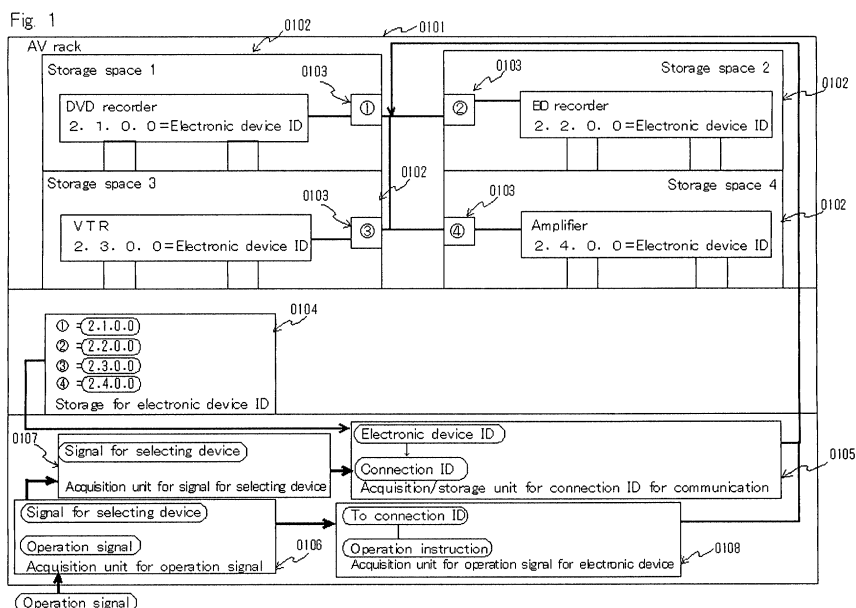 Fig. 1
0102
0101
AV rack
Storage space 1
0103
DVD recorder
2. 1. 0. 0=Electronic device ID
①
②
0103
Storage space 2
BD recorder
2. 2. 0. 0=Electronic device ID
0102
Storage space 3
0103
0102
VTR
2. 3. 0. 0=Electronic device ID
③
④
0103
Storage space 4
Amplifier
2. 4. 0. 0=Electronic device ID
0102
0104
① =2.1.0.0
② =2.2.0.0
③ =2.3.0.0
④ =2.4.0.0
Storage for electronic device ID
0107
Signal for selecting device
Acquisition unit for signal for selecting device
Electronic device ID
Connection ID
Acquisition/storage unit for connection ID for communication
0105
Signal for selecting device
Operation signal
Acquisition unit for operation signal
0106
To connection ID
Operation instruction
Acquisition unit for operation signal for electronic device
0108
Operation signal